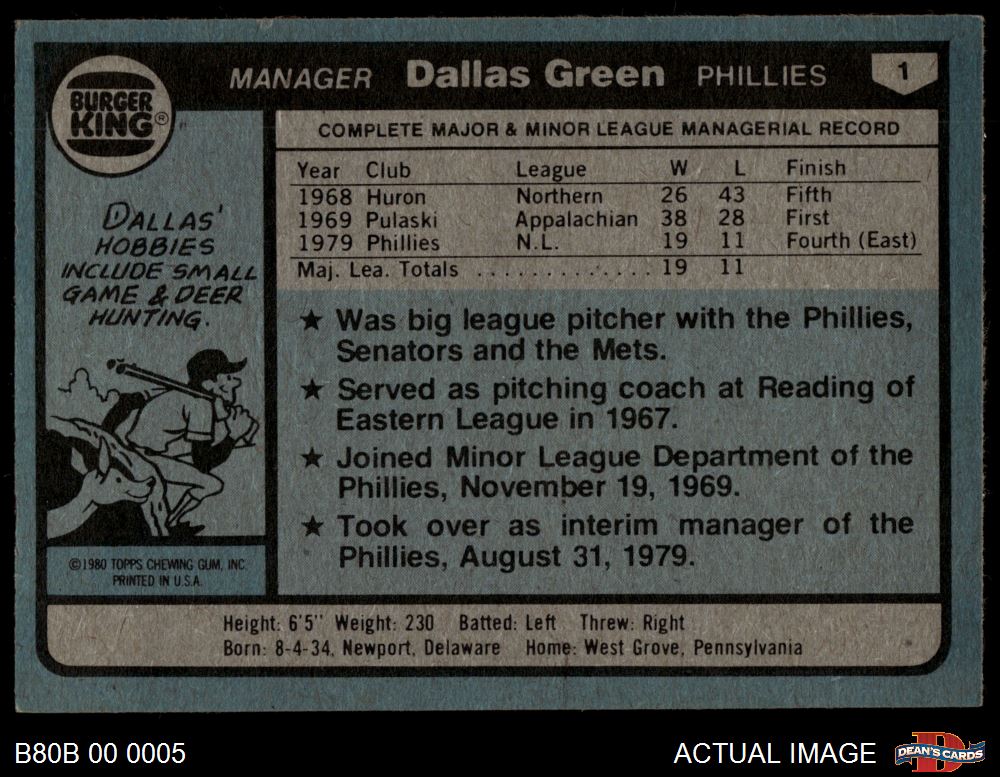 MANAGER Dallas Green PHILLIES 1
BURGER
KING®
COMPLETE MAJOR & MINOR LEAGUE MANAGERIAL RECORD
Year Club League W L Finish
1968 Huron Northern 26 43 Fifth
1969 Pulaski Appalachian 38 28 First
1979 Phillies N.L. 19 11 Fourth (East)
Maj. Lea. Totals . . . . . . . . . . . . . 19 11
DALLAS'
HOBBIES
INCLUDE SMALL
GAME & DEER
HUNTING.
★ Was big league pitcher with the Phillies,
Senators and the Mets.
★ Served as pitching coach at Reading of
Eastern League in 1967.
★ Joined Minor League Department of the
Phillies, November 19, 1969.
★ Took over as interim manager of the
Phillies, August 31, 1979.
©1980 TOPPS CHEWING GUM, INC.
PRINTED IN U.S.A.
Height: 6'5" Weight: 230 Batted: Left Threw: Right
Born: 8-4-34, Newport, Delaware Home: West Grove, Pennsylvania
B80B 00 0005
ACTUAL IMAGE
DEAN'S CARDS